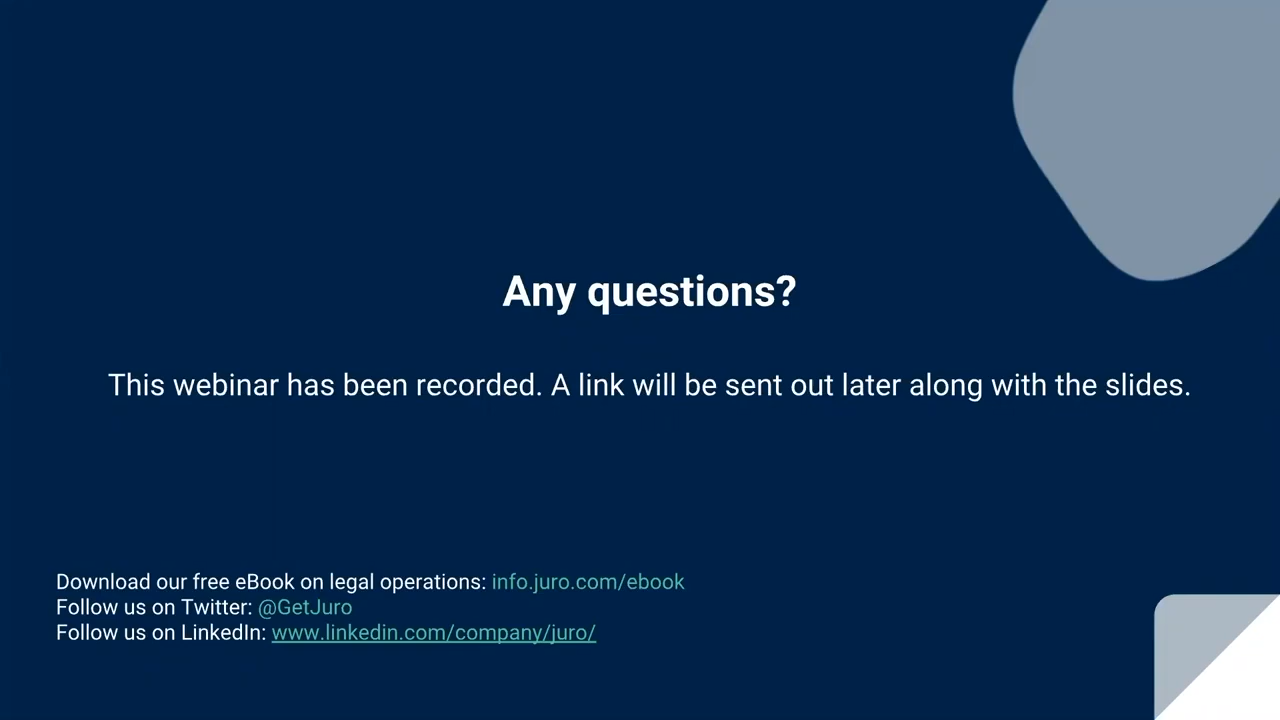 Any questions?
This webinar has been recorded. A link will be sent out later along with the slides.
Download our free eBook on legal operations: info.juro.com/ebook
Follow us on Twitter: @GetJuro
Follow us on LinkedIn: www.linkedin.com/company/juro/